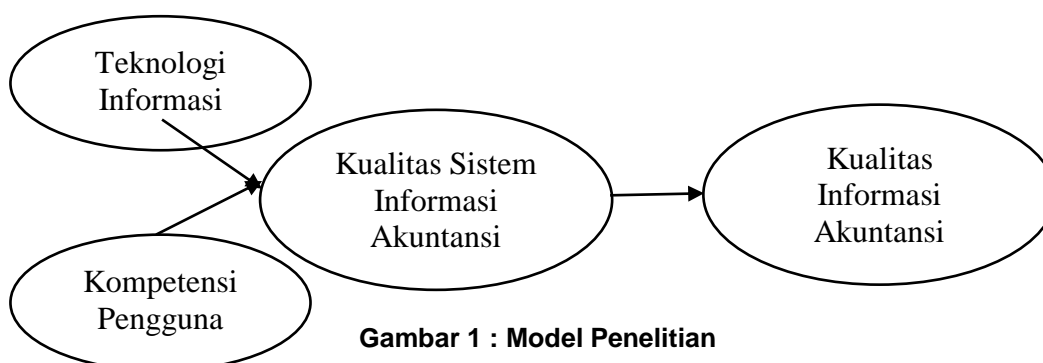 Teknologi
Informasi
Kualitas Sistem
Informasi
Akuntansi
Kualitas
Informasi
Akuntansi
Kompetensi
Pengguna
Gambar 1 : Model Penelitian